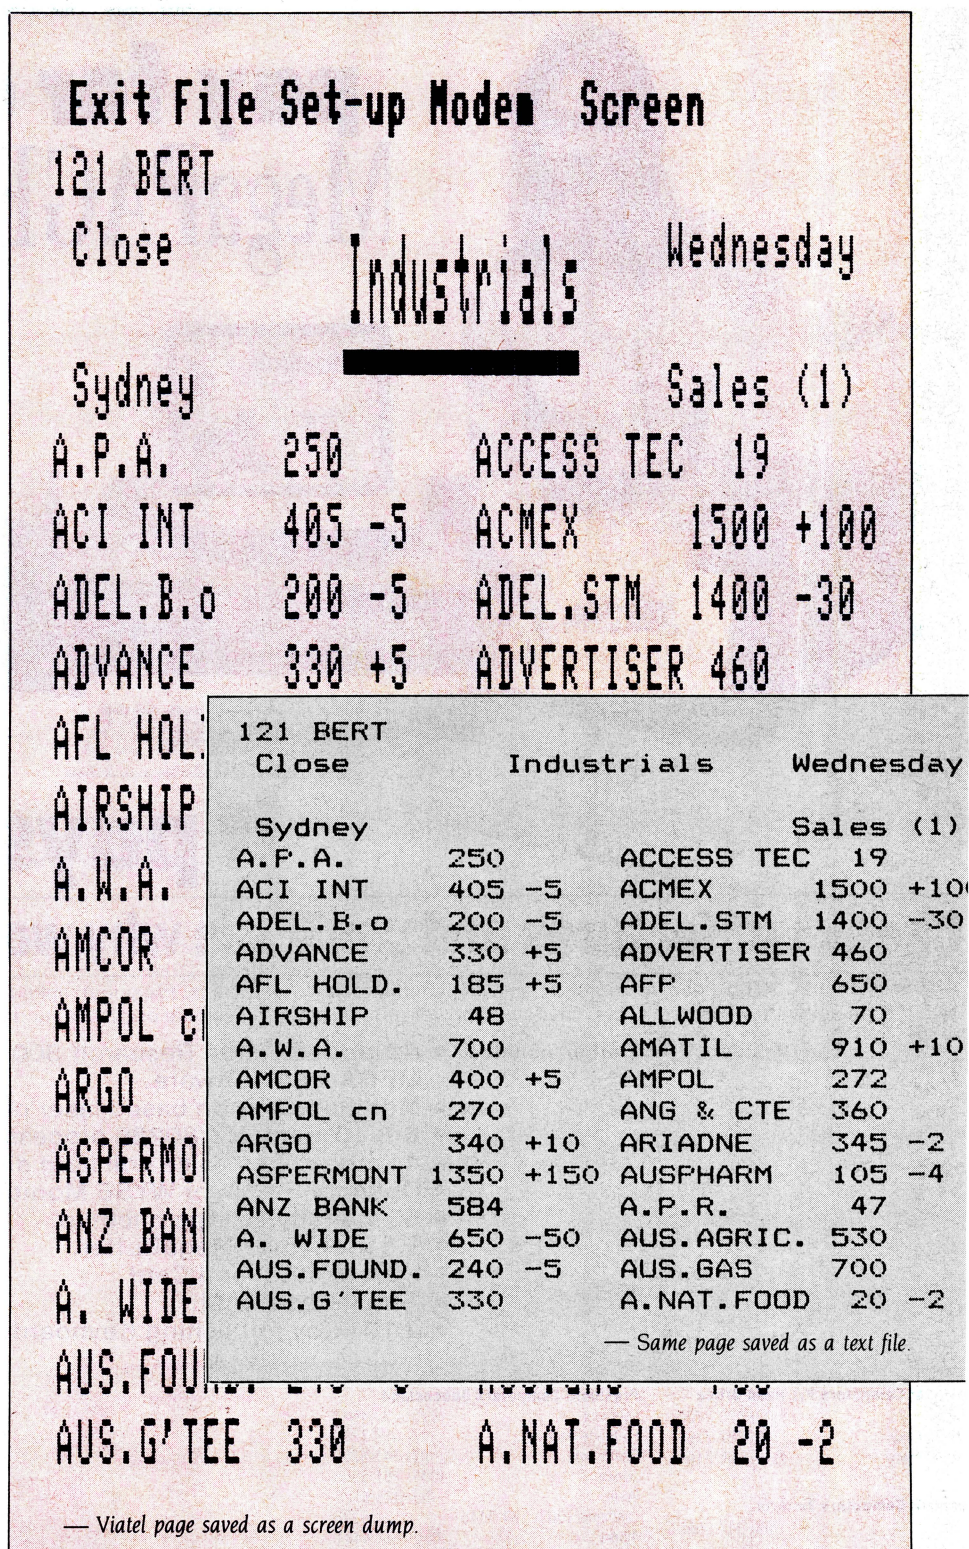 Exit File Set-up Modem Screen
121 BERT
Close Industrials Wednesday
Sydney Sales (1)
A.P.A. 250 ACCESS TEC 19
ACI INT 405 -5 ACMEX 1500 +100
ADEL.B.o 200 -5 ADEL.STM 1400 -30
ADVANCE 330 +5 ADVERTISER 460
AFL HOL
AIRSHIP
A.W.A.
AMCOR
AMPOL c
ARGO
ASPERMO
ANZ BAN
A. WIDE
AUS.FOU
AUS.G'TEE 330 A.NAT.FOOD 20 -2
— Viatel page saved as a screen dump.
121 BERT
Close Industrials Wednesday
Sydney Sales (1)
A.P.A. 250 ACCESS TEC 19
ACI INT 405 -5 ACMEX 1500 +100
ADEL.B.o 200 -5 ADEL.STM 1400 -30
ADVANCE 330 +5 ADVERTISER 460
AFL HOLD. 185 +5 AFP 650
AIRSHIP 48 ALLWOOD 70
A.W.A. 700 AMATIL 910 +10
AMCOR 400 +5 AMPOL 272
AMPOL cn 270 ANG & CTE 360
ARGO 340 +10 ARIADNE 345 -2
ASPERMONT 1350 +150 AUSPHARM 105 -4
ANZ BANK 584 A.P.R. 47
A. WIDE 650 -50 AUS.AGRIC. 530
AUS.FOUND. 240 -5 AUS.GAS 700
AUS.G'TEE 330 A.NAT.FOOD 20 -2
— Same page saved as a text file.